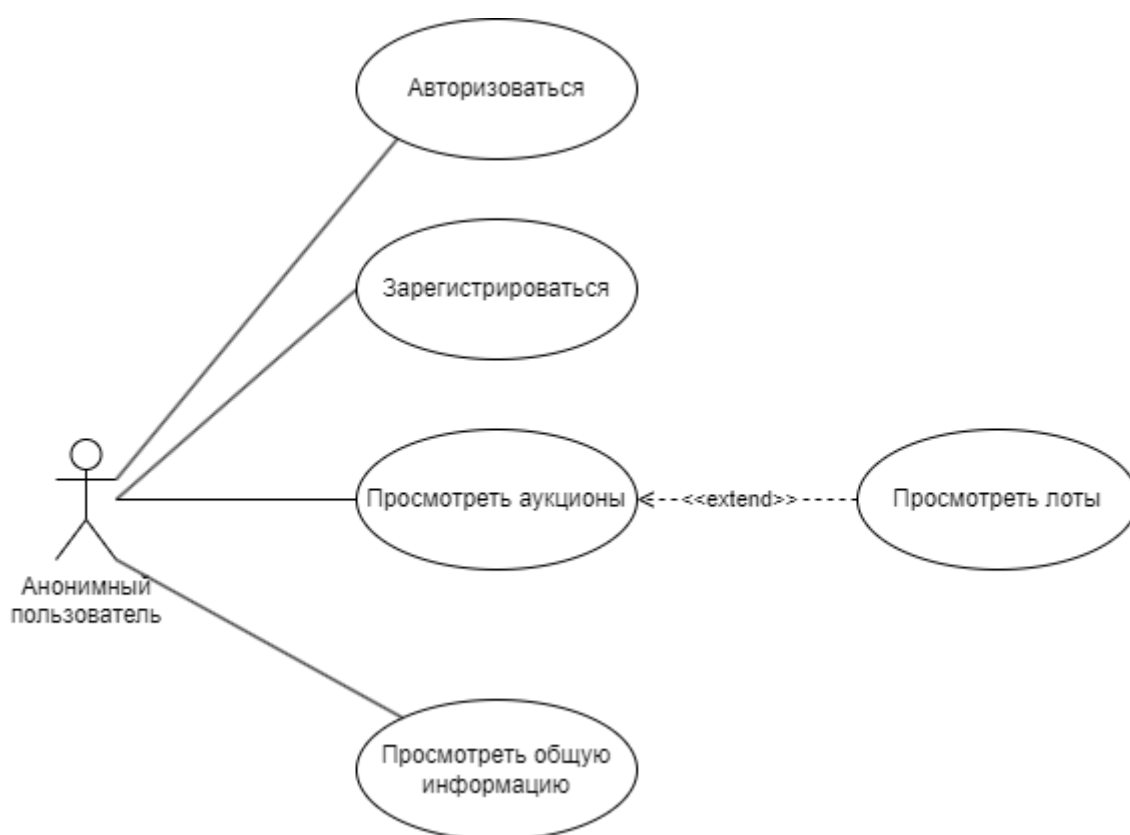 Авторизоваться
Зарегистрироваться
Просмотреть аукционы
<<extend>>
Просмотреть лоты
Анонимный
пользователь
Просмотреть общую
информацию